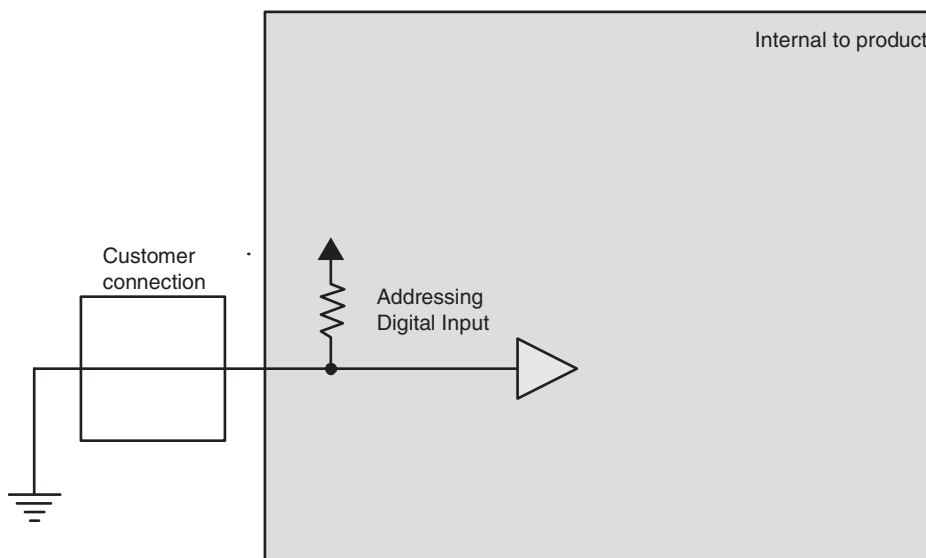 Internal to product
Customer
connection
Addressing
Digital Input